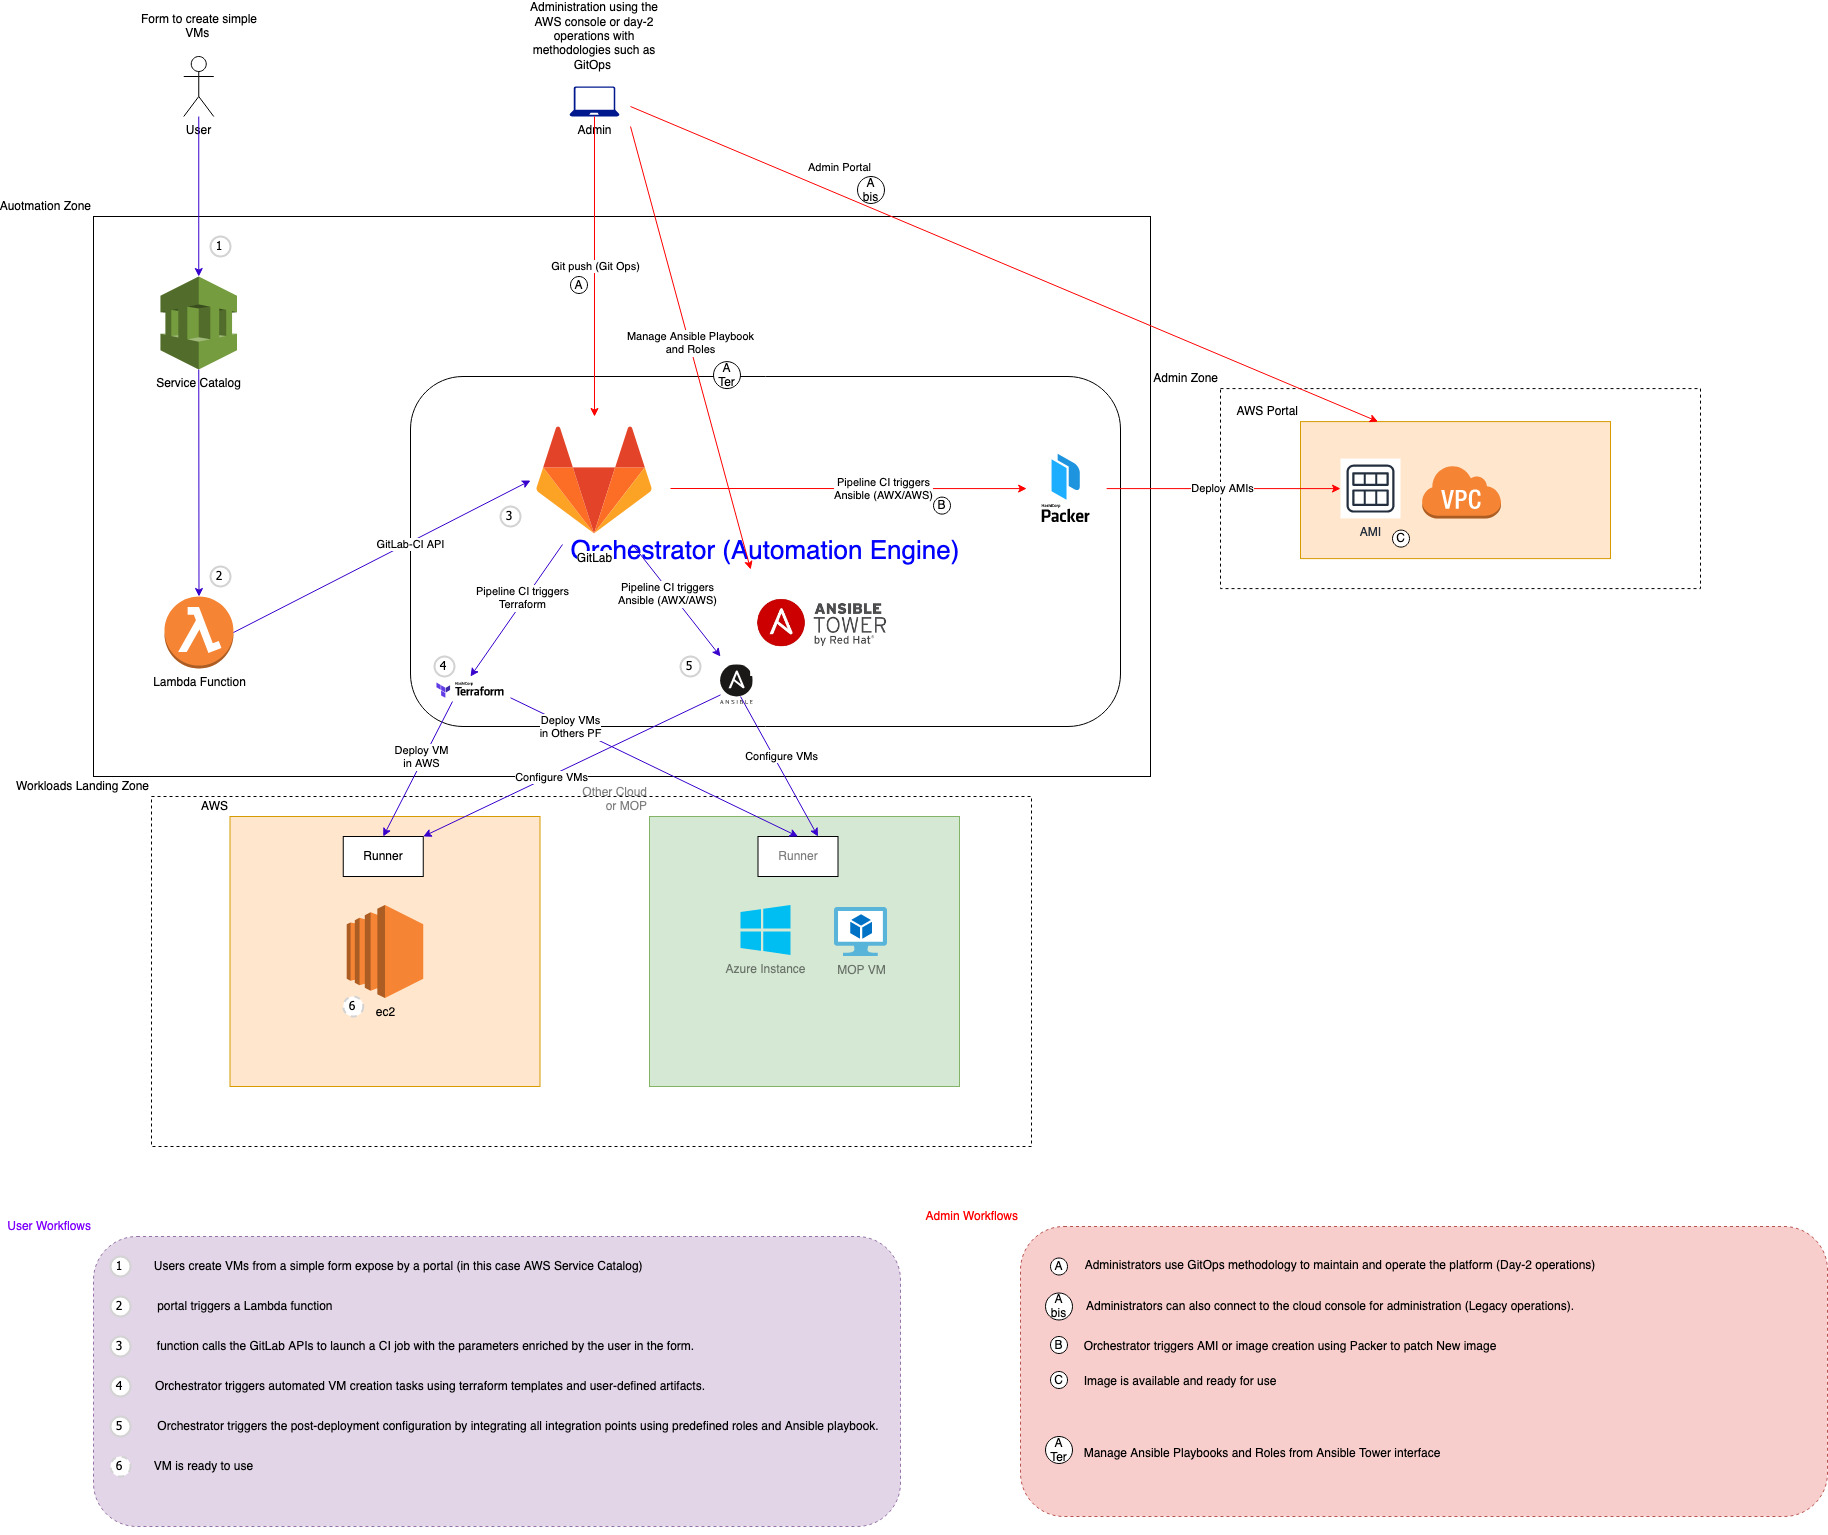 Form to create simple
VMs
User
Administration using the
AWS console or day-2
operations with
methodologies such as
GitOps
Admin
Admin Portal
A
bis
Auotmation Zone
1
Git push (Git Ops)
A
Service Catalog
Manage Ansible Playbook
and Roles
A
Ter
Admin Zone
AWS Portal
Pipeline CI triggers
Ansible (AWX/AWS)
B
HashiCorp
Packer
Deploy AMIs
VPC
AMI
C
3
GitLab-CI API
Orchestrator (Automation Engine)
GitLab
2
Pipeline CI triggers
Terraform
Pipeline CI triggers
Ansible (AWX/AWS)
ANSIBLE
TOWER
by Red Hat®
Lambda Function
4
HashiCorp
Terraform
5
ANSIBLE
Deploy VMs
in Others PF
Deploy VM
in AWS
Configure VMs
Configure VMs
Workloads Landing Zone
Other Cloud
or MOP
AWS
Runner
Runner
Azure Instance
MOP VM
6
ec2
User Workflows
1 Users create VMs from a simple form expose by a portal (in this case AWS Service Catalog)
2 portal triggers a Lambda function
3 function calls the GitLab APIs to launch a CI job with the parameters enriched by the user in the form.
4 Orchestrator triggers automated VM creation tasks using terraform templates and user-defined artifacts.
5 Orchestrator triggers the post-deployment configuration by integrating all integration points using predefined roles and Ansible playbook.
6 VM is ready to use
Admin Workflows
A Administrators use GitOps methodology to maintain and operate the platform (Day-2 operations)
A
bis
Administrators can also connect to the cloud console for administration (Legacy operations).
B Orchestrator triggers AMI or image creation using Packer to patch New image
C Image is available and ready for use
A
Ter
Manage Ansible Playbooks and Roles from Ansible Tower interface